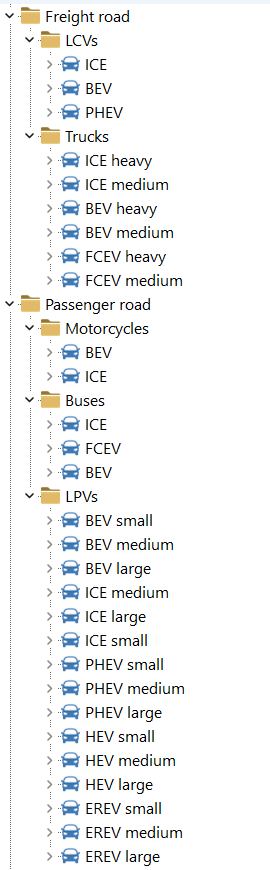 Freight road
LCVs
ICE
BEV
PHEV
Trucks
ICE heavy
ICE medium
BEV heavy
BEV medium
FCEV heavy
FCEV medium
Passenger road
Motorcycles
BEV
ICE
Buses
ICE
FCEV
BEV
LPVs
BEV small
BEV medium
BEV large
ICE medium
ICE large
ICE small
PHEV small
PHEV medium
PHEV large
HEV small
HEV medium
HEV large
EREV small
EREV medium
EREV large